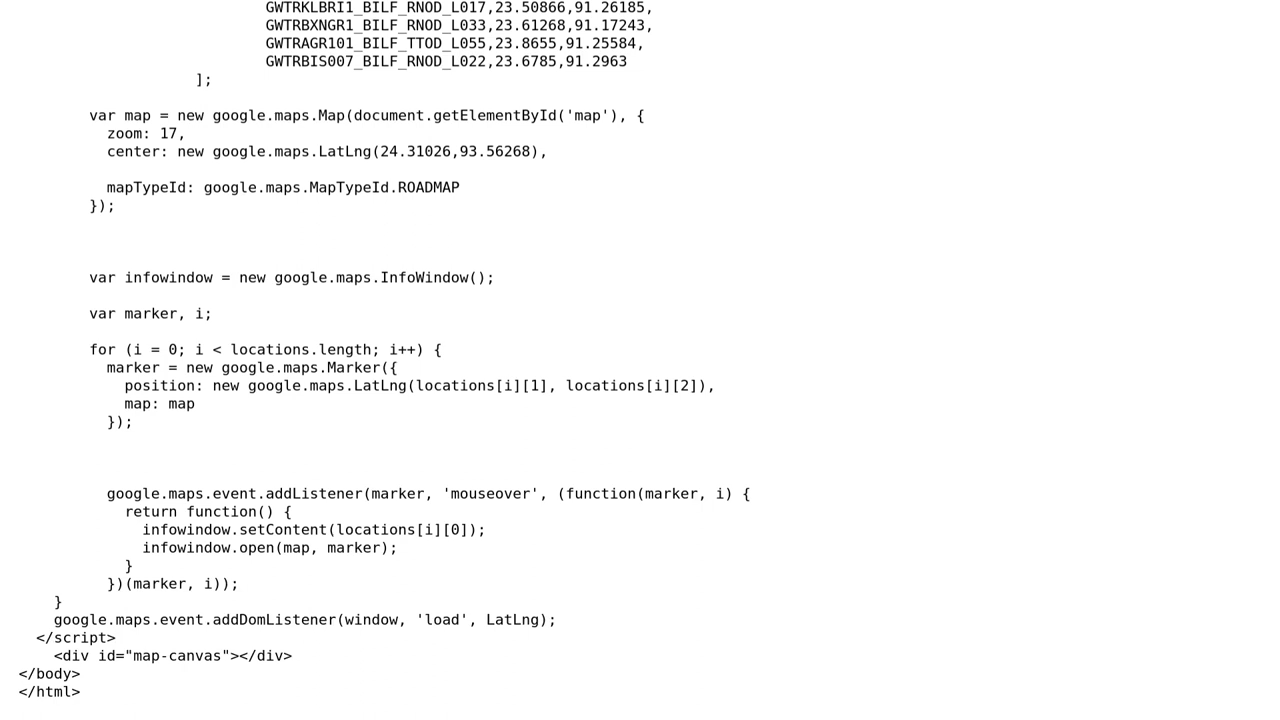 GWTRKLBRI1_BILF_RNOD_L017,23.50866,91.26185,
GWTRBXNGR1_BILF_RNOD_L033,23.61268,91.17243,
GWTRAGR101_BILF_TTOD_L055,23.8655,91.25584,
GWTRBIS007_BILF_RNOD_L022,23.6785,91.2963
];
var map = new google.maps.Map(document.getElementById('map'), {
zoom: 17,
center: new google.maps.LatLng(24.31026,93.56268),
mapTypeId: google.maps.MapTypeId.ROADMAP
});
var infowindow = new google.maps.InfoWindow();
var marker, i;
for (i = 0; i < locations.length; i++) {
marker = new google.maps.Marker({
position: new google.maps.LatLng(locations[i][1], locations[i][2]),
map: map
});
google.maps.event.addListener(marker, 'mouseover', (function(marker, i) {
return function() {
infowindow.setContent(locations[i][0]);
infowindow.open(map, marker);
}
})(marker, i));
}
google.maps.event.addDomListener(window, 'load', LatLng);
</script>
<div id="map-canvas"></div>
</body>
</html>